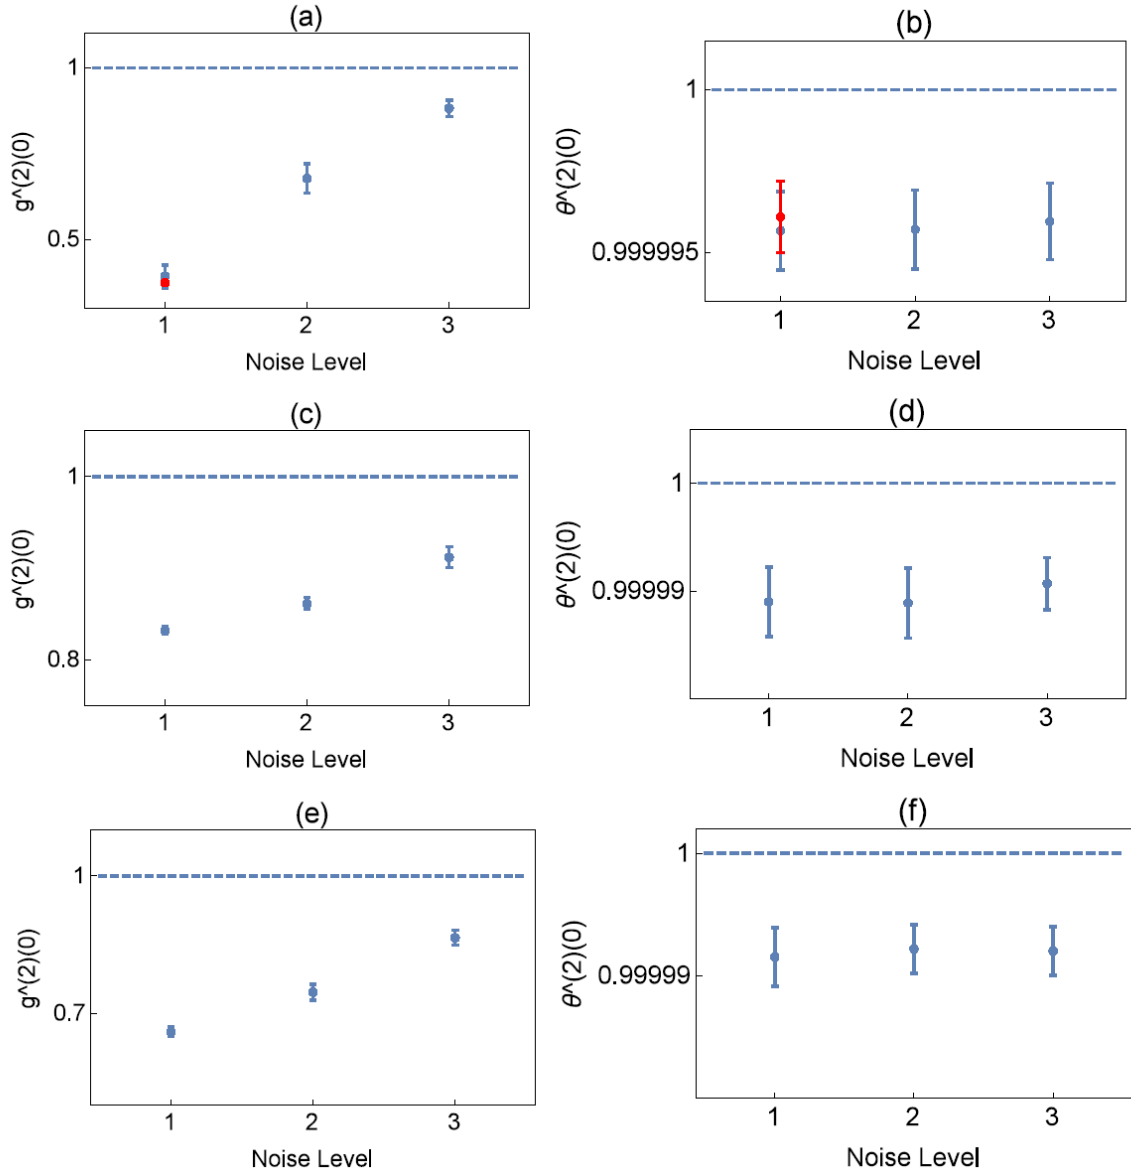 (a)
1
0.5
g^(2)(0)
1 2 3
Noise Level
(b)
1
0.999995
θ^(2)(0)
1 2 3
Noise Level
(c)
1
0.8
g^(2)(0)
1 2 3
Noise Level
(d)
1
0.99999
θ^(2)(0)
1 2 3
Noise Level
(e)
1
0.7
g^(2)(0)
1 2 3
Noise Level
(f)
1
0.99999
θ^(2)(0)
1 2 3
Noise Level